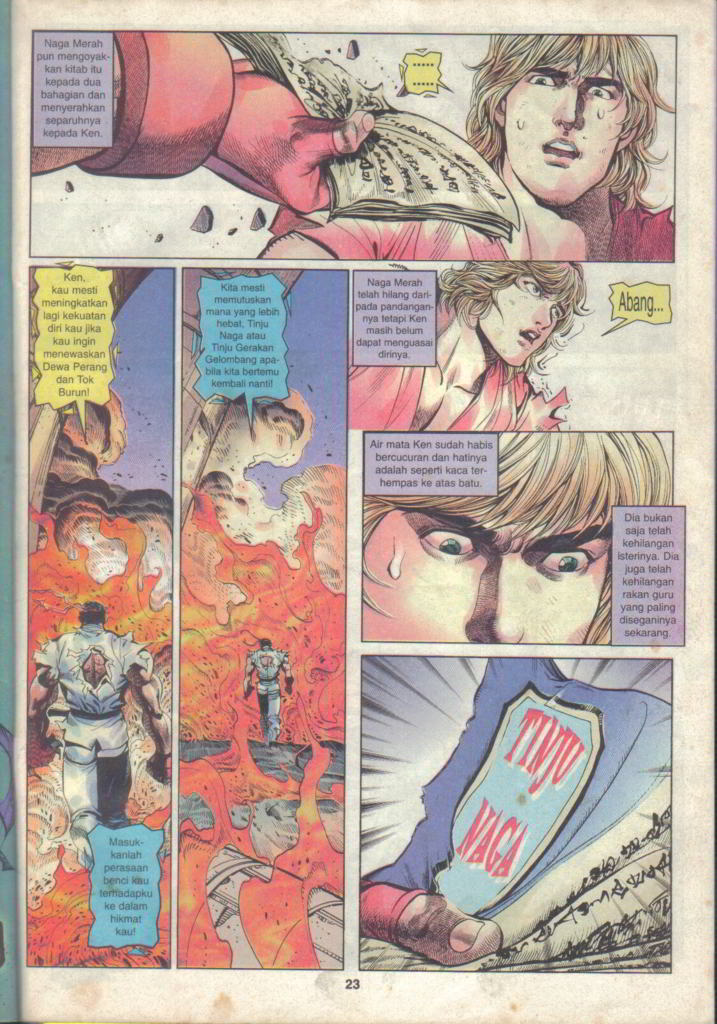 Naga Merah
pun mengoyak-
kan kitab itu
kepada dua
bahagian dan
menyerahkan
separuhnya
kepada Ken.
.....
.....
Ken,
kau mesti
meningkatkan
lagi kekuatan
diri kau jika
kau ingin
menewaskan
Dewa Perang
dan Tok
Burun!
Masuk-
kanlah
perasaan
benci kau
terhadapku
ke dalam
hikmat
kau!
Kita mesti
memutuskan
mana yang lebih
hebat, Tinju
Naga atau
Tinju Gerakan
Gelombang apa-
bila kita bertemu
kembali nanti!
Naga Merah
telah hilang dari-
pada pandangan-
nya tetapi Ken
masih belum
dapat menguasai
dirinya.
Abang...
Air mata Ken sudah habis
bercucuran dan hatinya
adalah seperti kaca ter-
hempas ke atas batu.
Dia bukan
saja telah
kehilangan
isterinya. Dia
juga telah
kehilangan
rakan guru
yang paling
diseganinya
sekarang.
TINJU
NAGA
23